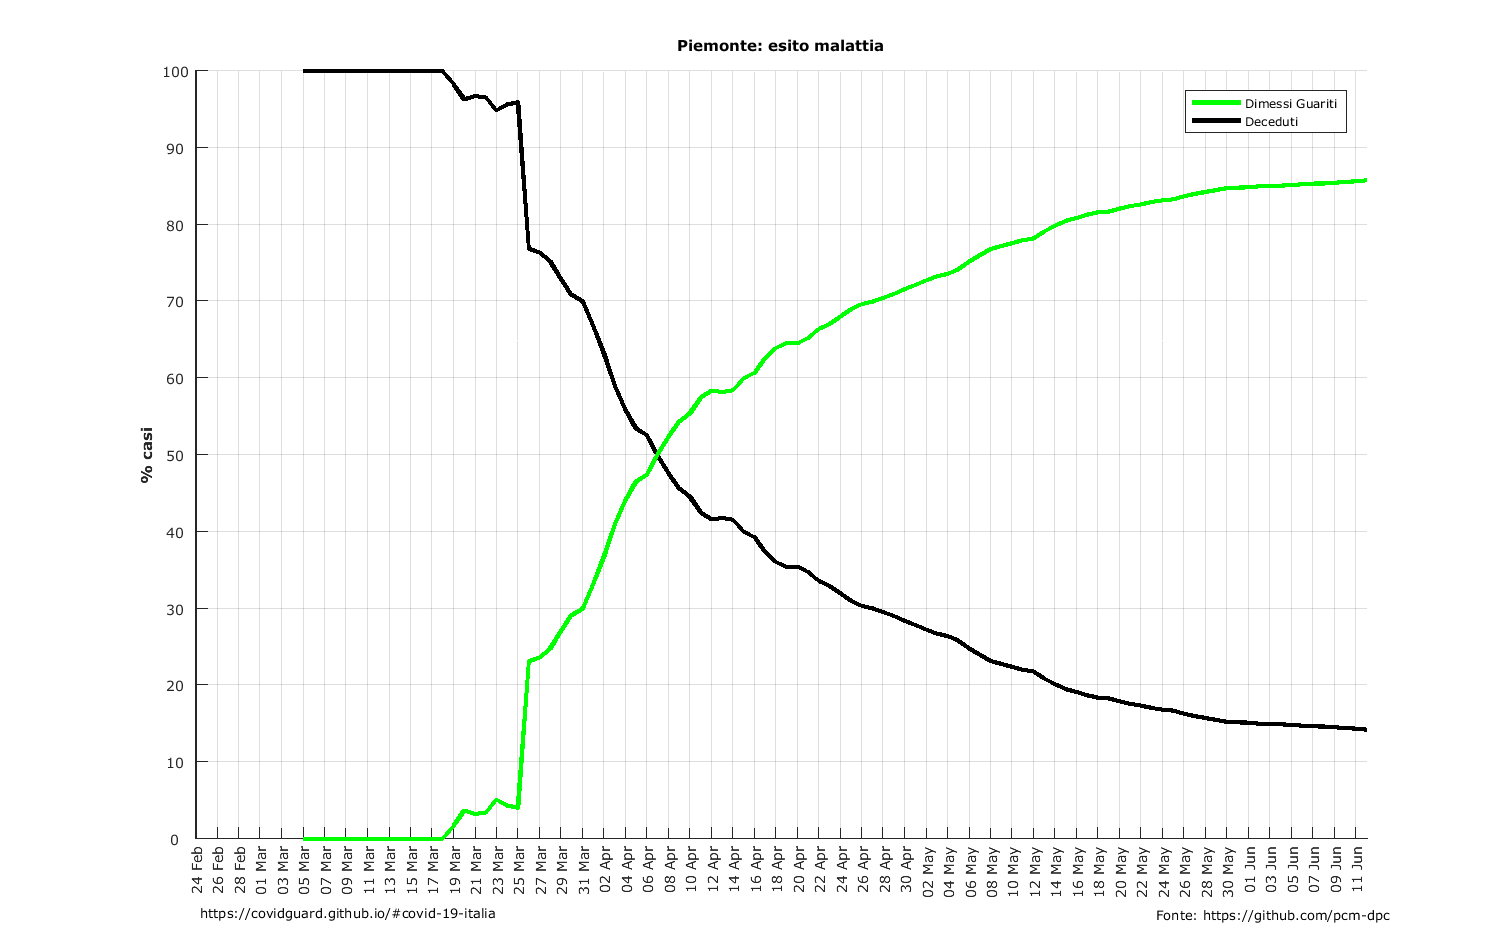 Piemonte: esito malattia
100
90
80
70
60
50
40
30
20
10
0
% casi
Dimessi Guariti
Deceduti
24 Feb
26 Feb
28 Feb
01 Mar
03 Mar
05 Mar
07 Mar
09 Mar
11 Mar
13 Mar
15 Mar
17 Mar
19 Mar
21 Mar
23 Mar
25 Mar
27 Mar
29 Mar
31 Mar
02 Apr
04 Apr
06 Apr
08 Apr
10 Apr
12 Apr
14 Apr
16 Apr
18 Apr
20 Apr
22 Apr
24 Apr
26 Apr
28 Apr
30 Apr
02 May
04 May
06 May
08 May
10 May
12 May
14 May
16 May
18 May
20 May
22 May
24 May
26 May
28 May
30 May
01 Jun
03 Jun
05 Jun
07 Jun
09 Jun
11 Jun
https://covidguard.github.io/#covid-19-italia
Fonte: https://github.com/pcm-dpc